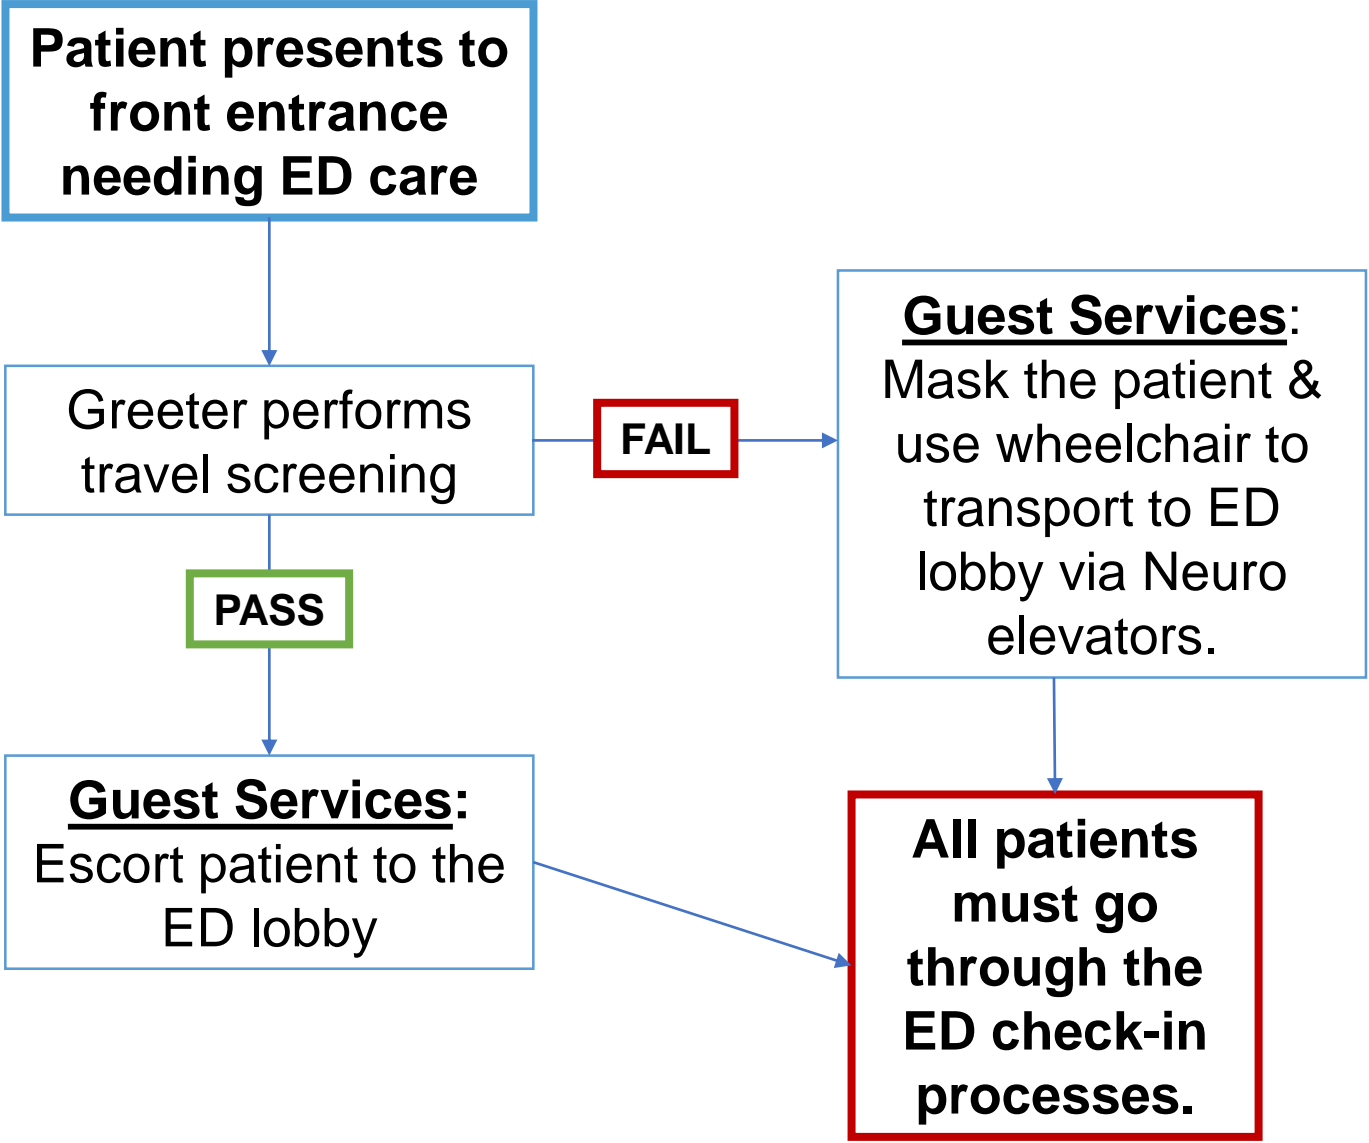 Patient presents to
front entrance
needing ED care
Greeter performs
travel screening
FAIL
Guest Services:
Mask the patient &
use wheelchair to
transport to ED
lobby via Neuro
elevators.
PASS
Guest Services:
Escort patient to the
ED lobby
All patients
must go
through the
ED check-in
processes.